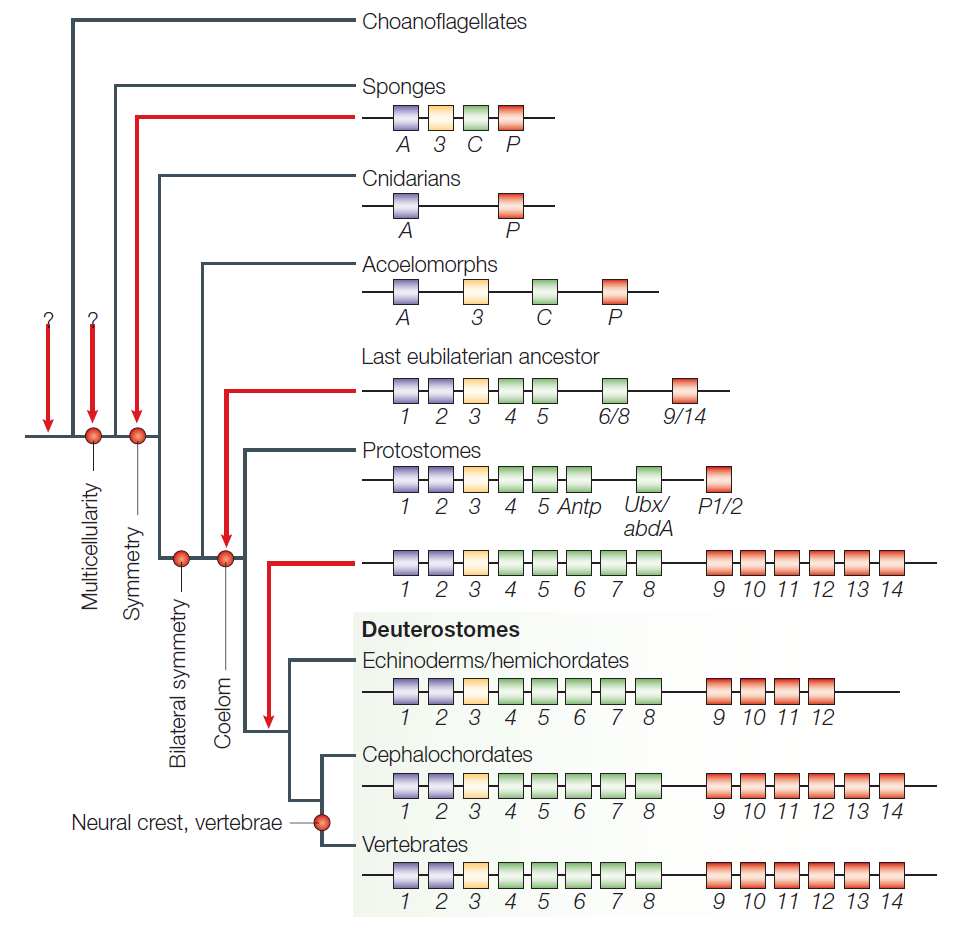 Choanoflagellates
Sponges
A 3 C P
Cnidarians
A P
Acoelomorphs
A 3 C P
? ?
Last eubilaterian ancestor
1 2 3 4 5 6/8 9/14
Protostomes
1 2 3 4 5 Antp Ubx/ P1/2
abdA
Multicellularity
Symmetry
Bilateral symmetry
Coelom
1 2 3 4 5 6 7 8 9 10 11 12 13 14
Deuterostomes
Echinoderms/hemichordates
1 2 3 4 5 6 7 8 9 10 11 12
Cephalochordates
1 2 3 4 5 6 7 8 9 10 11 12 13 14
Neural crest, vertebrae
Vertebrates
1 2 3 4 5 6 7 8 9 10 11 12 13 14